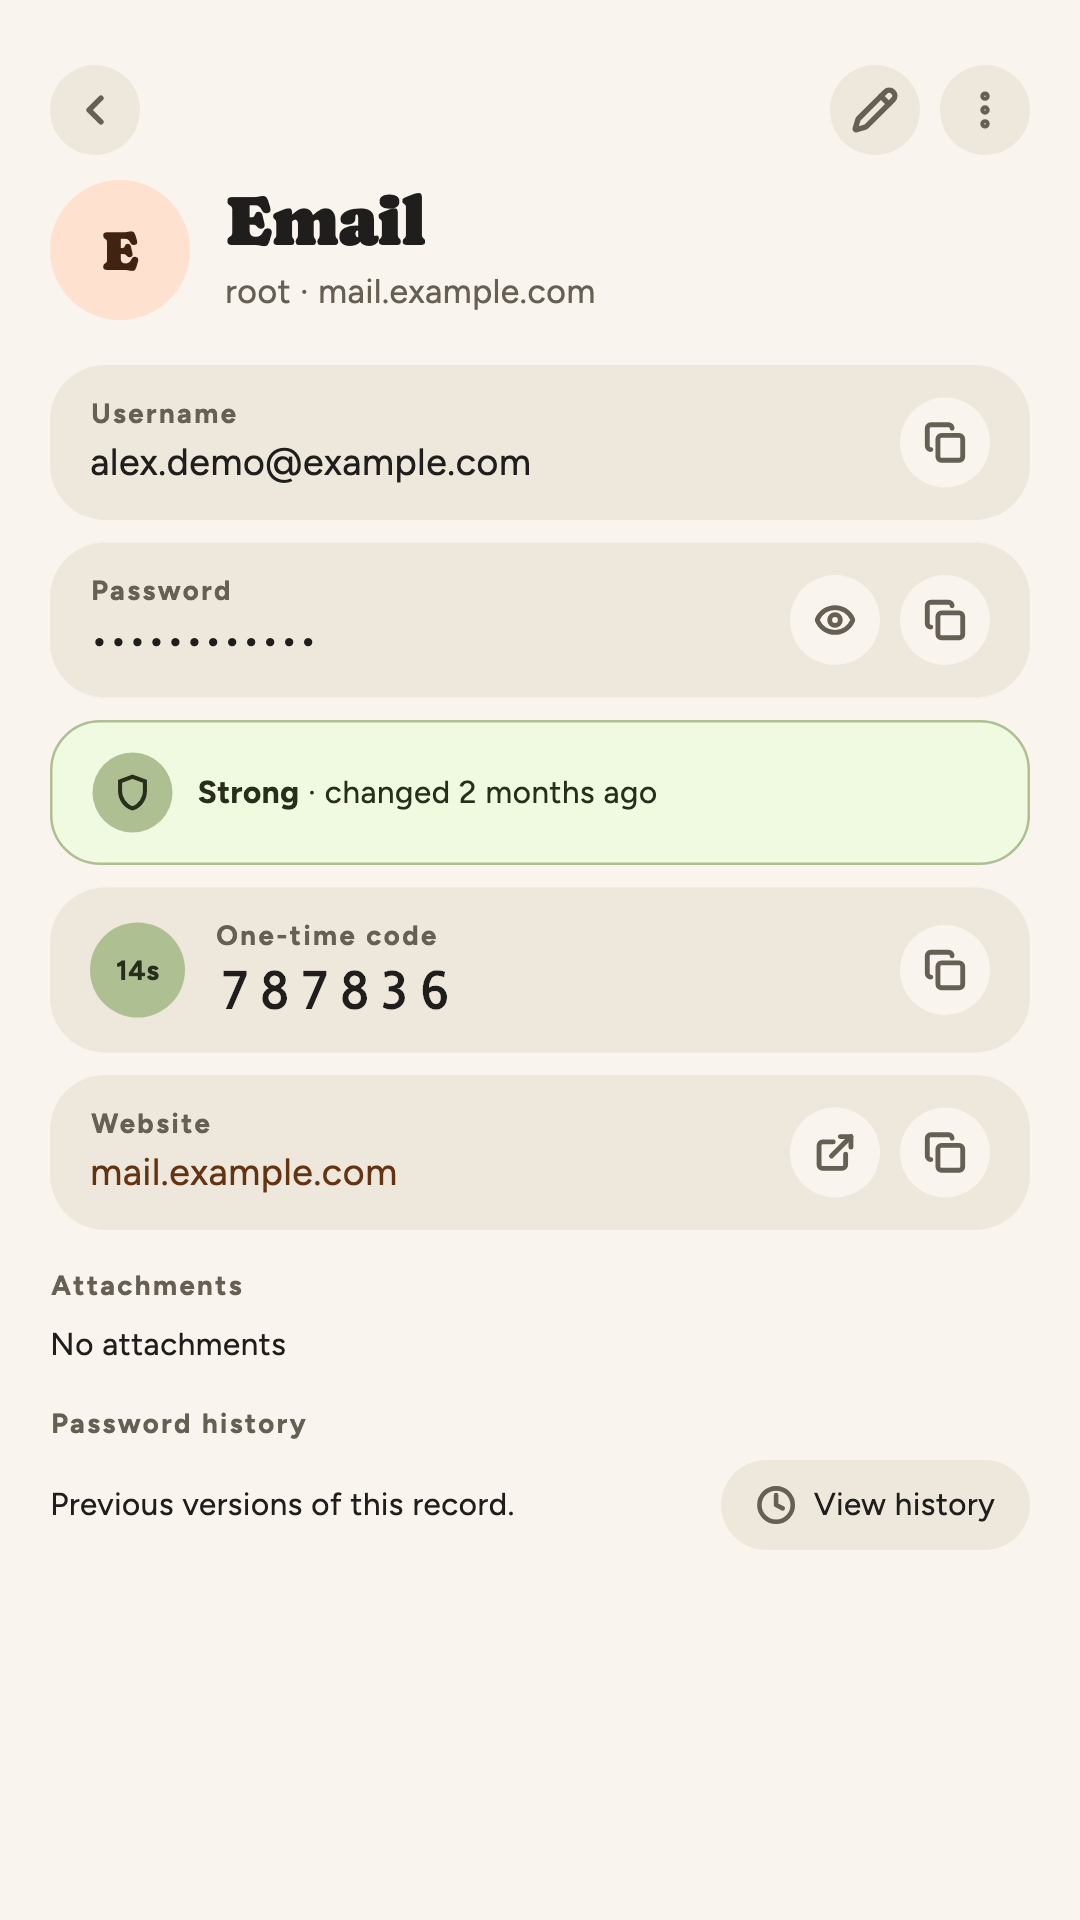 E
Email
root · mail.example.com
Username
alex.demo@example.com
Password
••••••••••••
Strong · changed 2 months ago
14s
One-time code
787836
Website
mail.example.com
Attachments
No attachments
Password history
Previous versions of this record.
View history